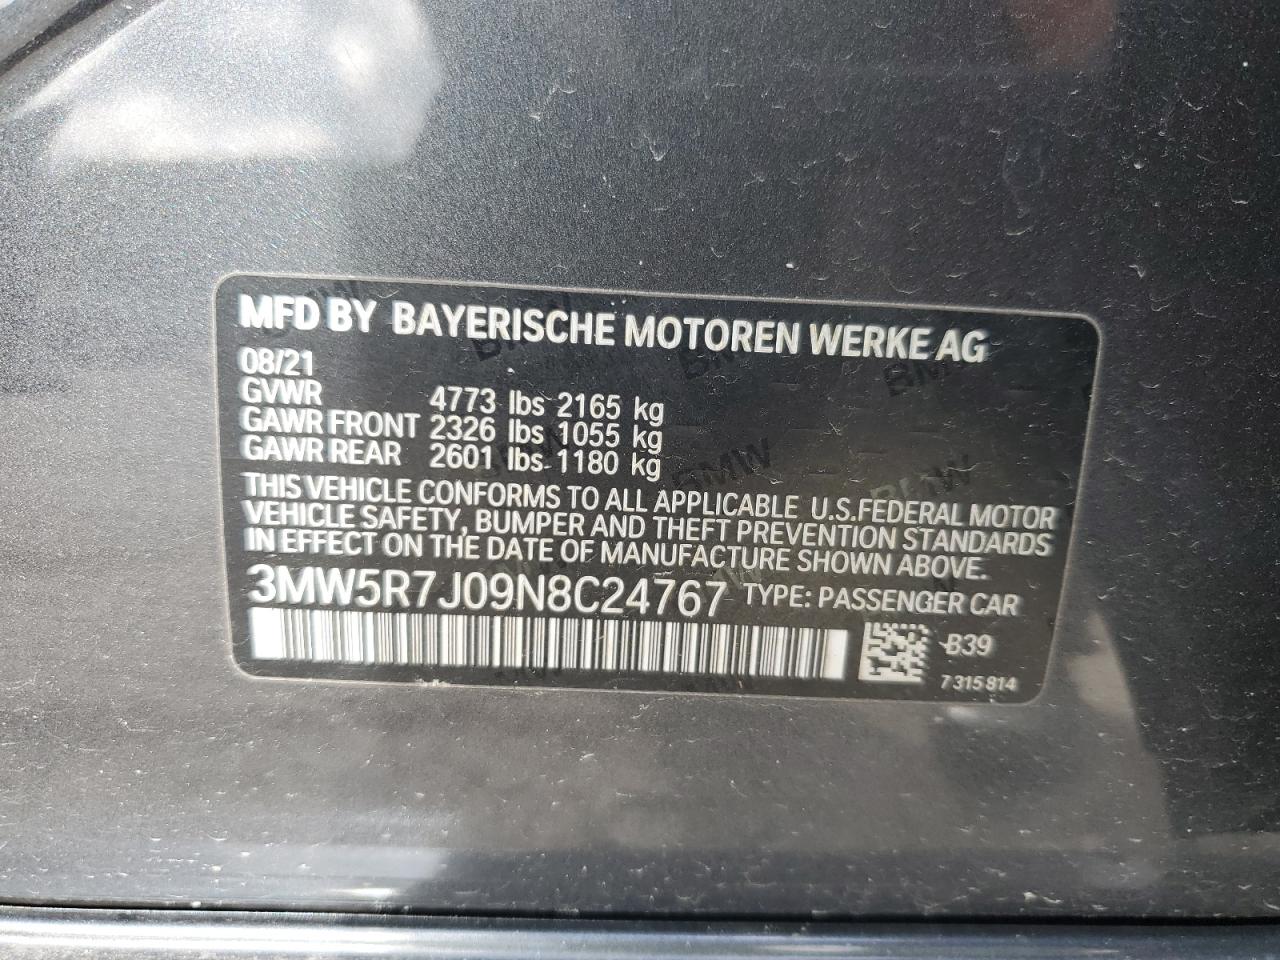 MFD BY BAYERISCHE MOTOREN WERKE AG
08/21
GVWR 4773 lbs 2165 kg
GAWR FRONT 2326 lbs 1055 kg
GAWR REAR 2601 lbs 1180 kg
THIS VEHICLE CONFORMS TO ALL APPLICABLE U.S.FEDERAL MOTOR
VEHICLE SAFETY, BUMPER AND THEFT PREVENTION STANDARDS
IN EFFECT ON THE DATE OF MANUFACTURE SHOWN ABOVE.
3MW5R7J09N8C24767 TYPE: PASSENGER CAR
B39
7 315 814